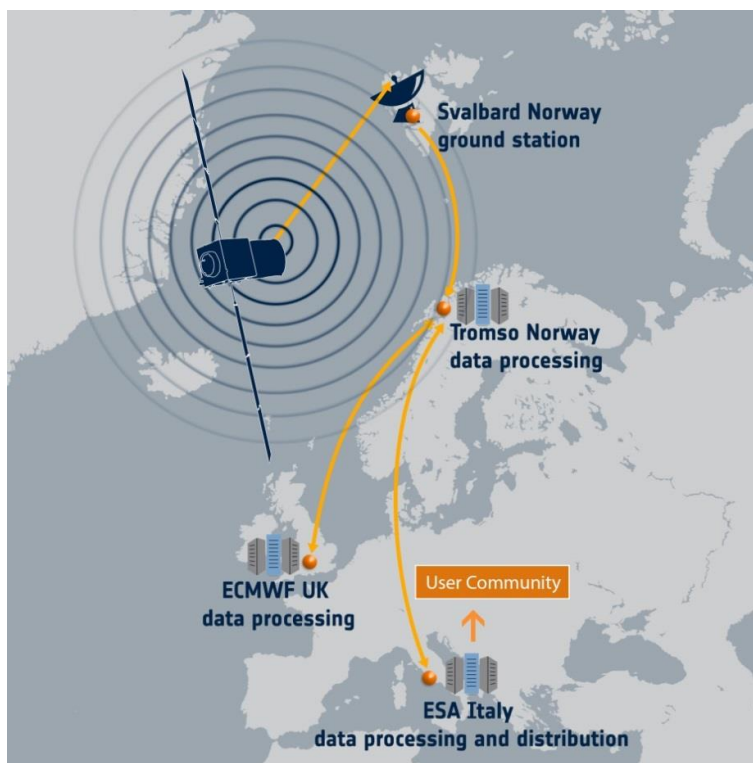 Svalbard Norway
ground station
Tromso Norway
data processing
ECMWF UK
data processing
User Community
ESA Italy
data processing and distribution